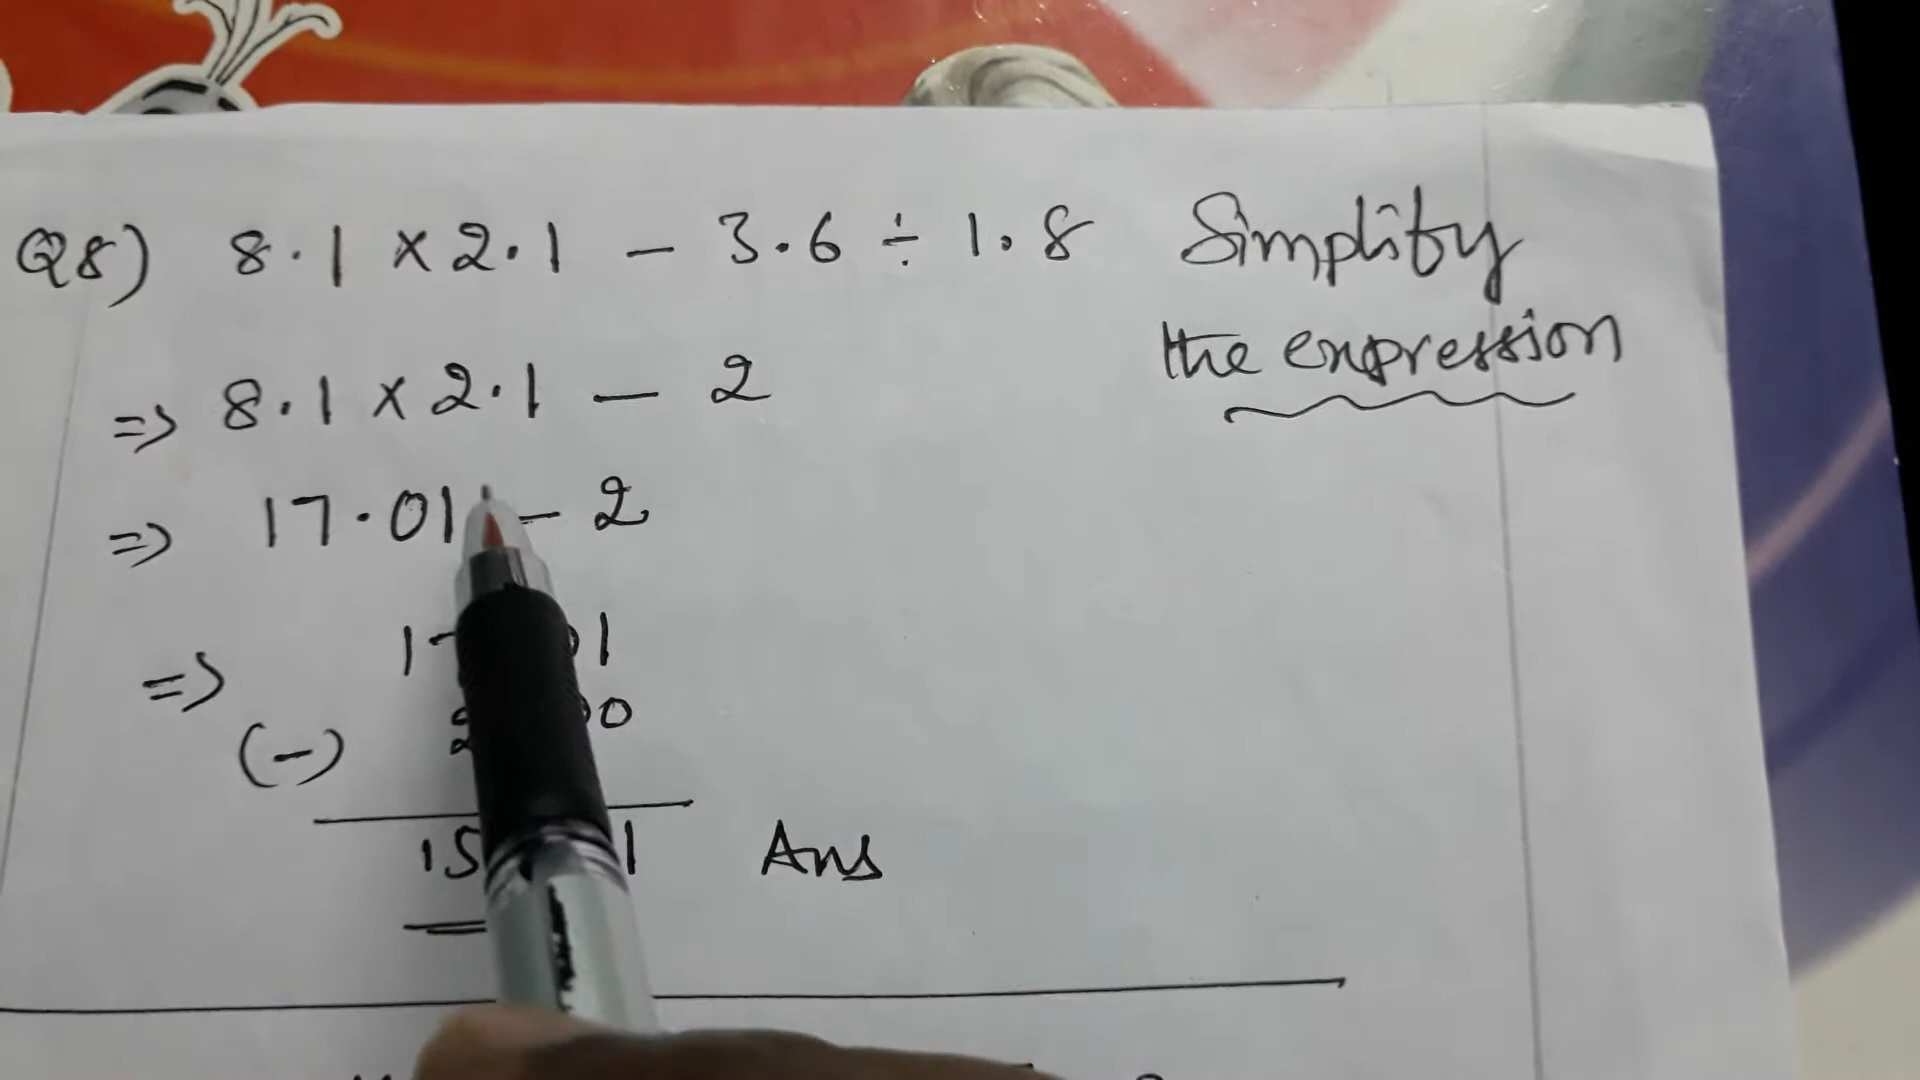 Q8) 8.1 × 2.1 - 3.6 ÷ 1.8 Simplify
the expression
=> 8.1 × 2.1 - 2
=> 17.01 - 2
=>
(-)
Ans